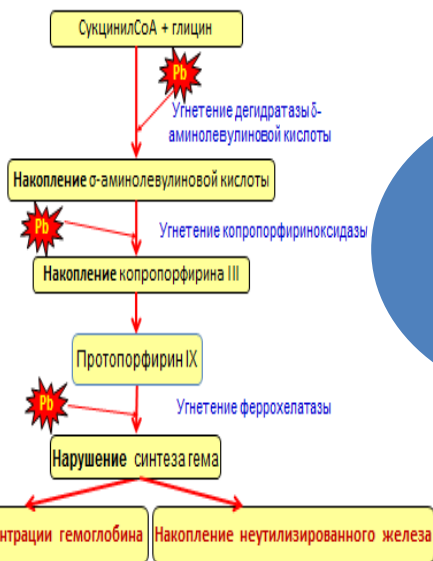 СукцинилСоА + глицин
Pb
Угнетение дегидратазы δ-
аминолевулиновой кислоты
Накопление σ-аминолевулиновой кислоты
Pb
Угнетение копропорфириноксидазы
Накопление копропорфирина III
Протопорфирин IX
Pb
Угнетение феррохелатазы
Нарушение синтеза гема
нтрации гемоглобина
Накопление неутилизированного железа